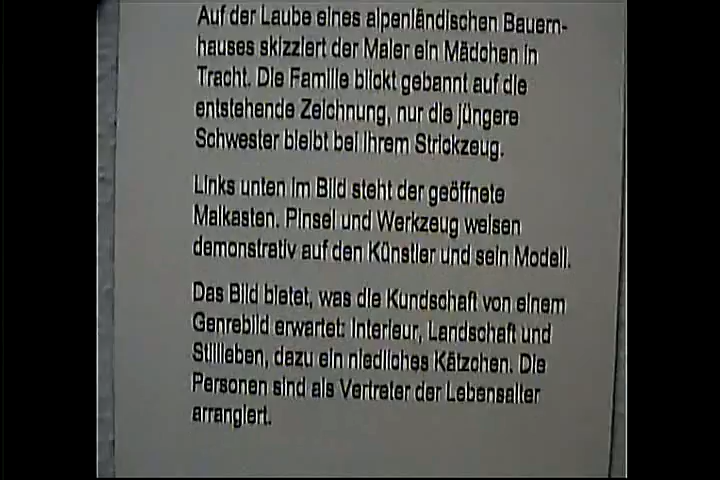 Auf der Laube eines alpenländischen Bauern-
hauses skizziert der Maler ein Mädchen in
Tracht. Die Familie blickt gebannt auf die
entstehende Zeichnung, nur die jüngere
Schwester bleibt bei ihrem Strickzeug.
Links unten im Bild steht der geöffnete
Malkasten. Pinsel und Werkzeug weisen
demonstrativ auf den Künstler und sein Modell.
Das Bild bietet, was die Kundschaft von einem
Genrebild erwartet: Interieur, Landschaft und
Stillleben, dazu ein niedliches Kätzchen. Die
Personen sind als Vertreter der Lebensalter
arrangiert.